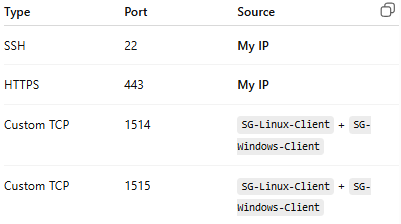 Type Port Source
SSH 22 My IP
HTTPS 443 My IP
Custom TCP 1514 SG-Linux-Client + SG-
Windows-Client
Custom TCP 1515 SG-Linux-Client + SG-
Windows-Client